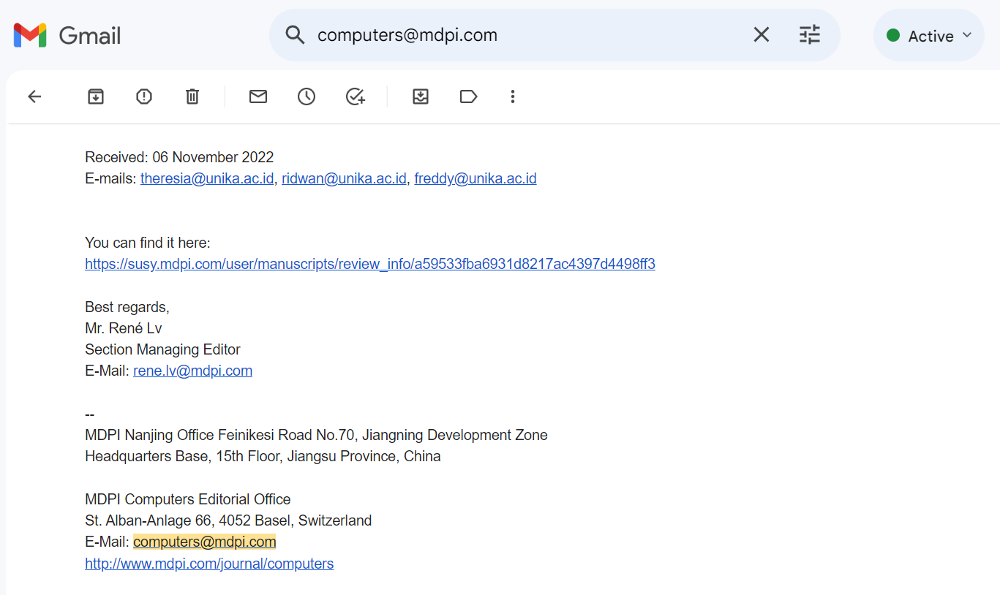 Gmail
computers@mdpi.com
Active
Received: 06 November 2022
E-mails: theresia@unika.ac.id, ridwan@unika.ac.id, freddy@unika.ac.id
You can find it here:
https://susy.mdpi.com/user/manuscripts/review_info/a59533fba6931d8217ac4397d4498ff3
Best regards,
Mr. René Lv
Section Managing Editor
E-Mail: rene.lv@mdpi.com
--
MDPI Nanjing Office Feinikesi Road No.70, Jiangning Development Zone
Headquarters Base, 15th Floor, Jiangsu Province, China
MDPI Computers Editorial Office
St. Alban-Anlage 66, 4052 Basel, Switzerland
E-Mail: computers@mdpi.com
http://www.mdpi.com/journal/computers